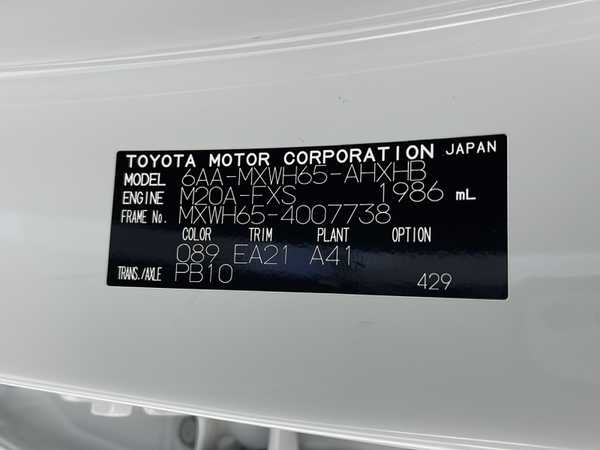 TOYOTA MOTOR CORPORATION JAPAN
MODEL 6AA-MXWH65-AHXHB
ENGINE M20A-FXS 1986 mL
FRAME No. MXWH65-4007738
COLOR TRIM PLANT OPTION
089 EA21 A41
TRANS./AXLE PB10 429